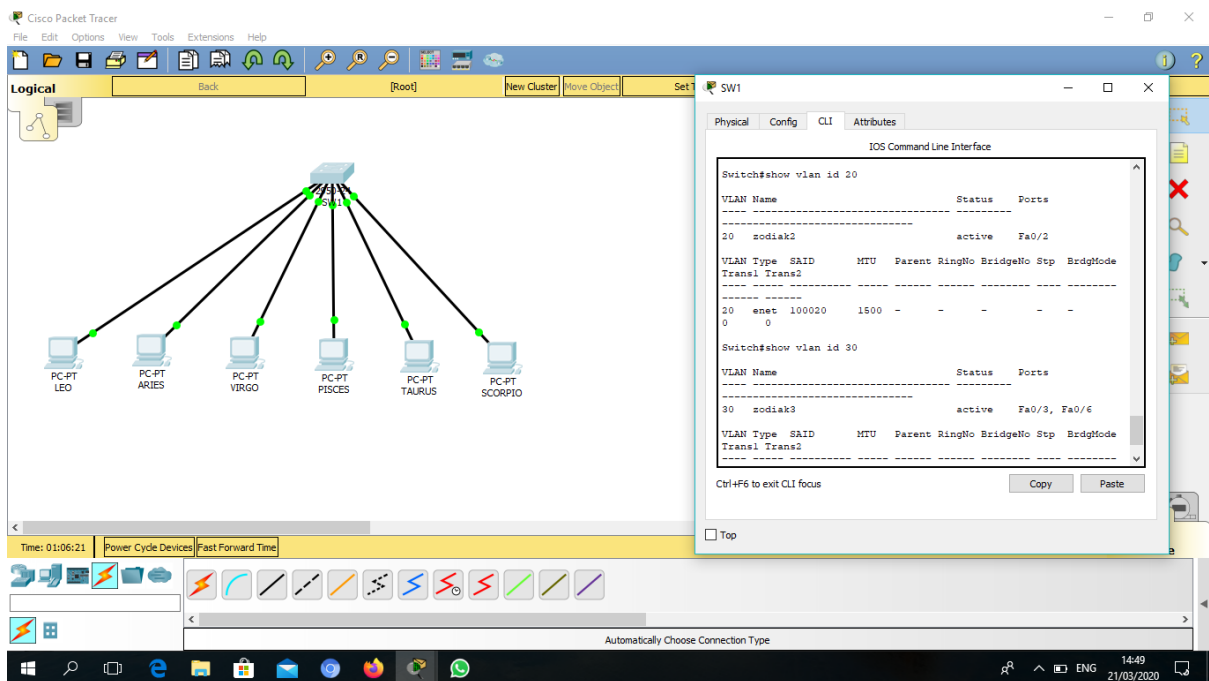 Cisco Packet Tracer
File Edit Options View Tools Extensions Help
Logical
Back
[Root]
New Cluster
Move Object
Set T
2950-24
SW1
PC-PT
LEO
PC-PT
ARIES
PC-PT
VIRGO
PC-PT
PISCES
PC-PT
TAURUS
PC-PT
SCORPIO
SW1
Physical Config CLI Attributes
IOS Command Line Interface
Switch#show vlan id 20
VLAN Name Status Ports
---- -------------------------------- ---------
-------------------------------
20 zodiak2 active Fa0/2
VLAN Type SAID MTU Parent RingNo BridgeNo Stp BrdgMode
Trans1 Trans2
---- ----- ---------- ----- ------ ------ -------- ---- --------
------ ------
20 enet 100020 1500 - - - - -
0 0
Switch#show vlan id 30
VLAN Name Status Ports
---- -------------------------------- ---------
-------------------------------
30 zodiak3 active Fa0/3, Fa0/6
VLAN Type SAID MTU Parent RingNo BridgeNo Stp BrdgMode
Trans1 Trans2
---- ----- ---------- ----- ------ ------ -------- ---- --------
Ctrl+F6 to exit CLI focus
Copy
Paste
Top
Time: 01:06:21
Power Cycle Devices
Fast Forward Time
Automatically Choose Connection Type
ENG
14:49
21/03/2020